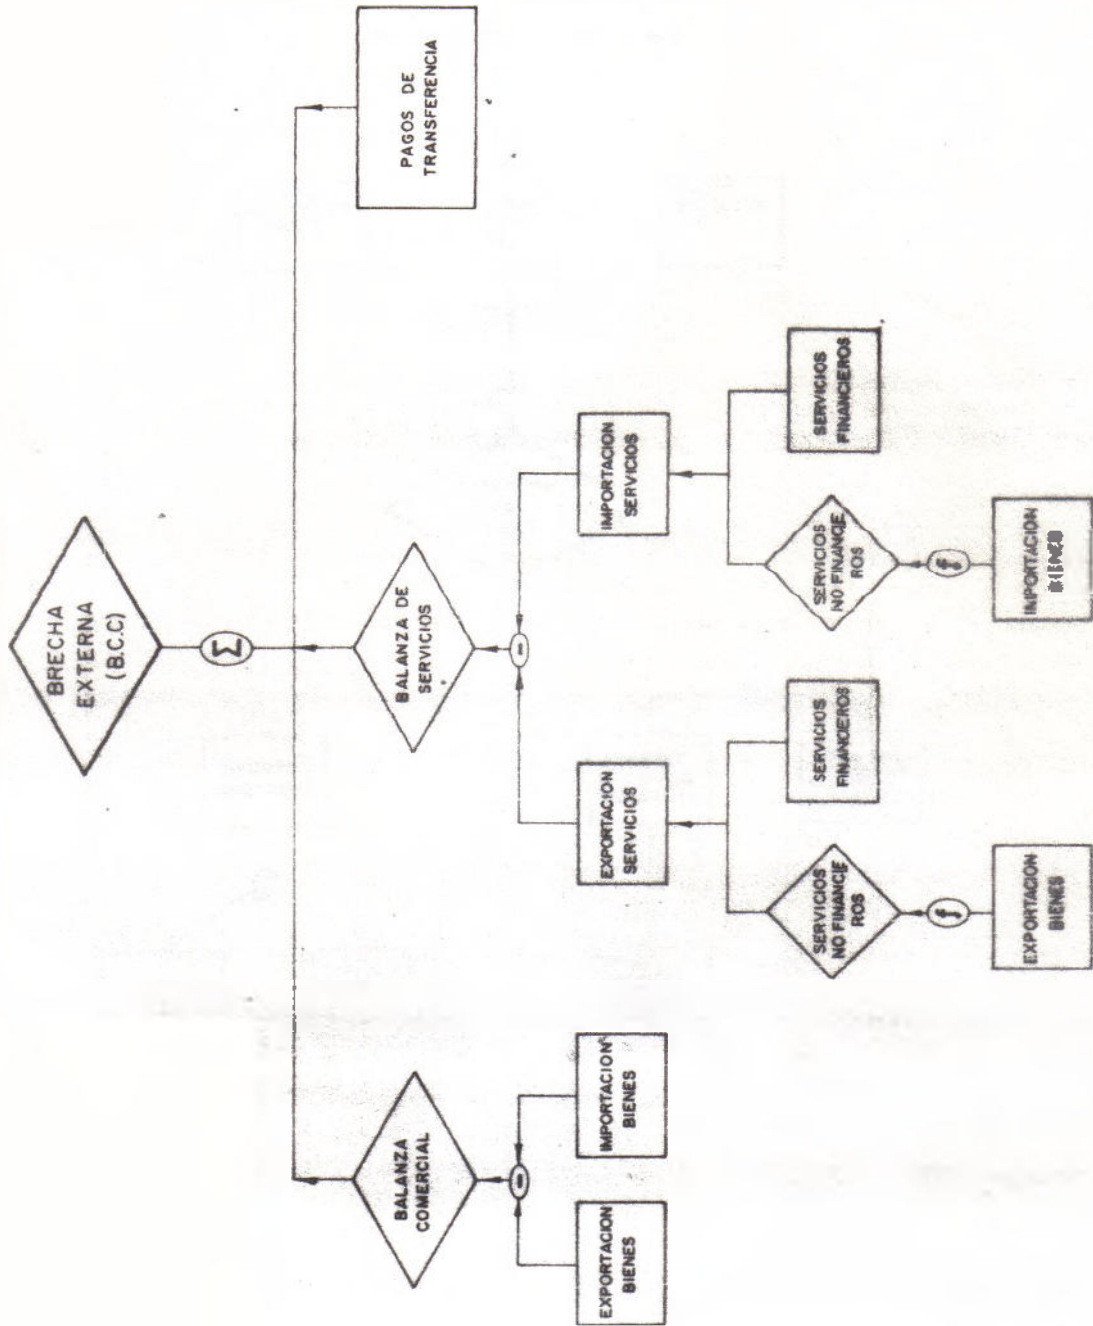 BRECHA
EXTERNA
(B.C.C)
Σ
BALANZA
COMERCIAL
BALANZA DE
SERVICIOS
PAGOS DE
TRANSFERENCIA
-
-
EXPORTACION
BIENES
IMPORTACION
BIENES
EXPORTACION
SERVICIOS
IMPORTACION
SERVICIOS
SERVICIOS
NO FINANCIE
ROS
SERVICIOS
FINANCIEROS
SERVICIOS
NO FINANCIE
ROS
SERVICIOS
FINANCIEROS
f
f
EXPORTACION
BIENES
IMPORTACION
BIENES